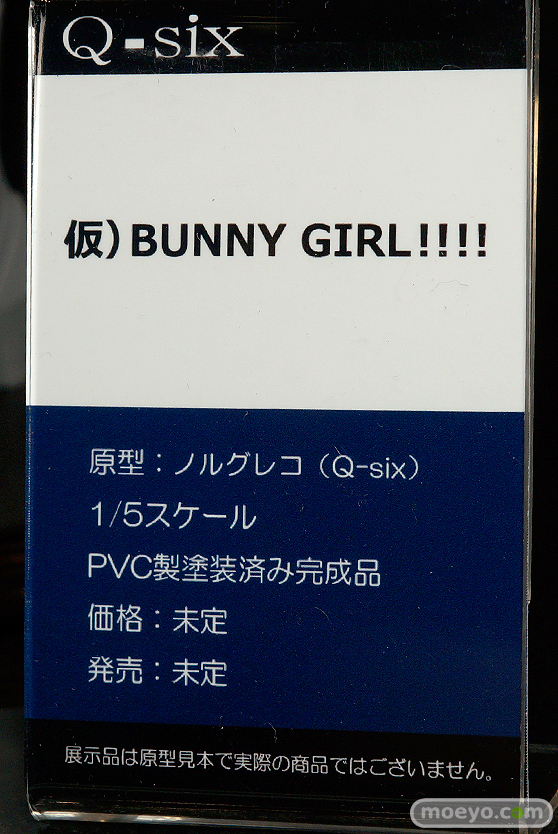 Q-six
仮）BUNNY GIRL!!!!
原型：ノルグレコ（Q-six）
1/5スケール
PVC製塗装済み完成品
価格：未定
発売：未定
展示品は原型見本で実際の商品ではございません。
moeyo.com